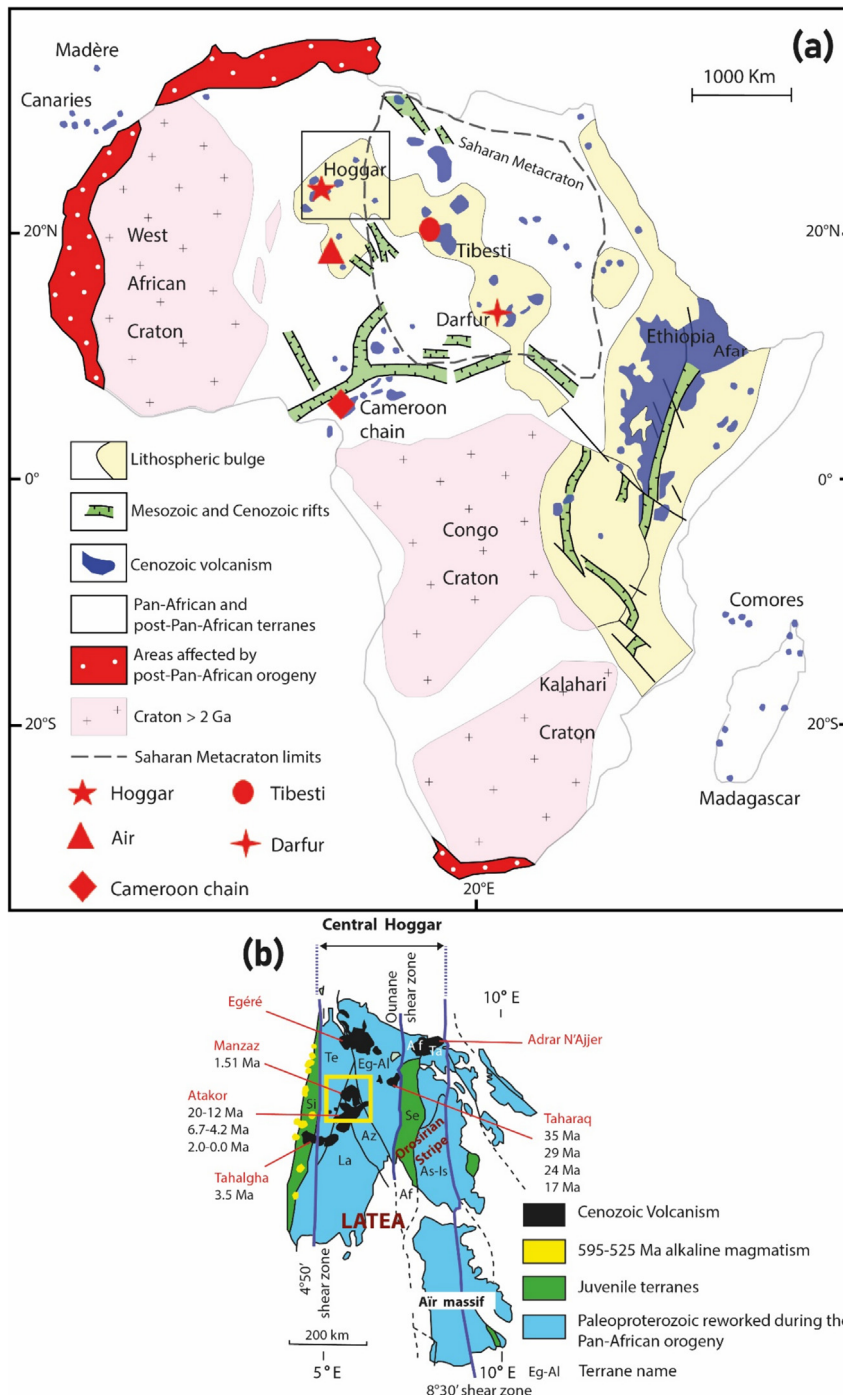 (a)
Madère
1000 Km
Canaries
Saharan Metacraton
Hoggar
20°N
20°N
West
African
Craton
Tibesti
Darfur
Ethiopia
Afar
Cameroon
chain
Lithospheric bulge
0°
0°
Mesozoic and Cenozoic rifts
Congo
Craton
Cenozoic volcanism
Comores
Pan-African and
post-Pan-African terranes
Areas affected by
post-Pan-African orogeny
Kalahari
Craton
20°S
20°S
Craton > 2 Ga
Saharan Metacraton limits
Madagascar
Hoggar
Tibesti
Air
Darfur
Cameroon chain
20°E
Central Hoggar
(b)
Ounane
shear zone
10° E
Egéré
Adrar N'Ajjer
Manzaz
1.51 Ma
Te
Eg-Al
Af
Ta
Atakor
20-12 Ma
6.7-4.2 Ma
2.0-0.0 Ma
Si
Se
Az
La
Orosirian
Stripe
As-Is
Taharaq
35 Ma
29 Ma
24 Ma
17 Ma
Tahalgha
3.5 Ma
Af
LATEA
Cenozoic Volcanism
595-525 Ma alkaline magmatism
4°50'
shear zone
Juvenile terranes
Aïr massif
Paleoproterozoic reworked during the
Pan-African orogeny
200 km
5° E
10° E
Eg-Al Terrane name
8°30' shear zone